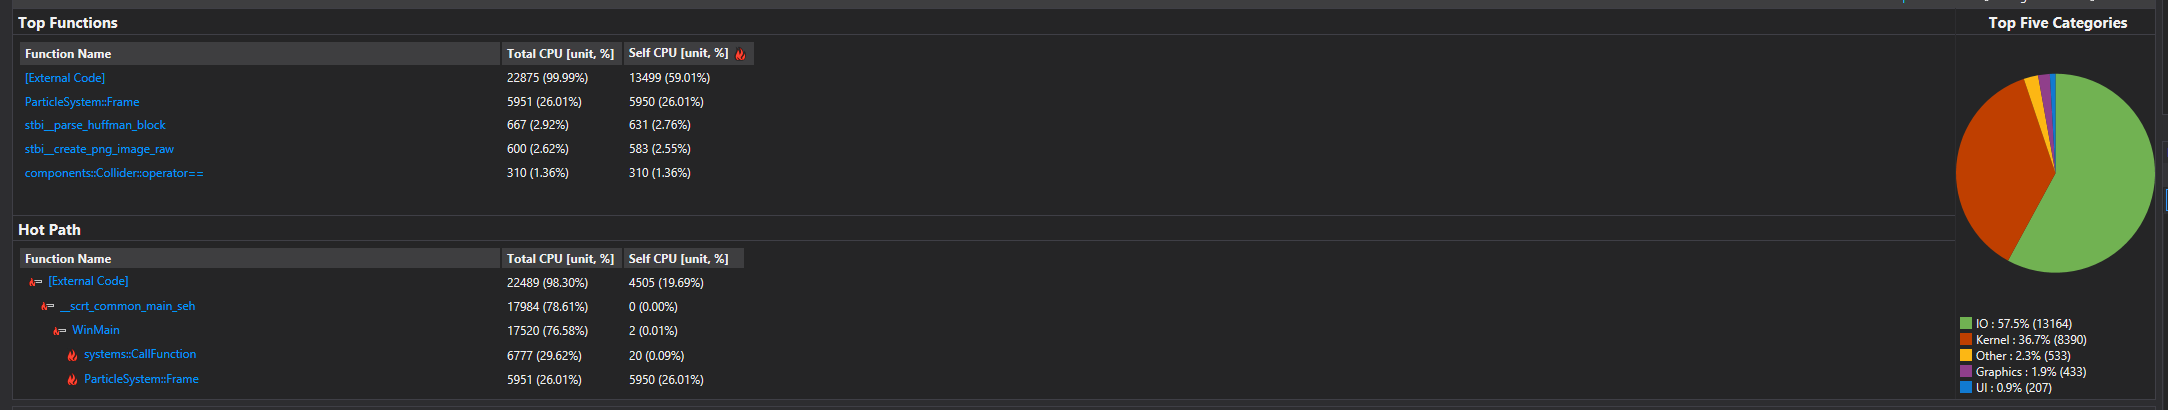 Top Functions
Function Name Total CPU [unit, %] Self CPU [unit, %]
[External Code] 22875 (99.99%) 13499 (59.01%)
ParticleSystem::Frame 5951 (26.01%) 5950 (26.01%)
stbi__parse_huffman_block 667 (2.92%) 631 (2.76%)
stbi__create_png_image_raw 600 (2.62%) 583 (2.55%)
components::Collider::operator== 310 (1.36%) 310 (1.36%)
Hot Path
Function Name Total CPU [unit, %] Self CPU [unit, %]
[External Code] 22489 (98.30%) 4505 (19.69%)
__scrt_common_main_seh 17984 (78.61%) 0 (0.00%)
WinMain 17520 (76.58%) 2 (0.01%)
systems::CallFunction 6777 (29.62%) 20 (0.09%)
ParticleSystem::Frame 5951 (26.01%) 5950 (26.01%)
Top Five Categories
IO : 57.5% (13164)
Kernel : 36.7% (8390)
Other : 2.3% (533)
Graphics : 1.9% (433)
UI : 0.9% (207)